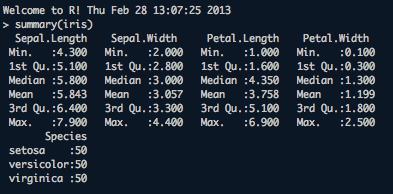 Welcome to R! Thu Feb 28 13:07:25 2013
> summary(iris)
  Sepal.Length    Sepal.Width     Petal.Length    Petal.Width
 Min.   :4.300   Min.   :2.000   Min.   :1.000   Min.   :0.100
 1st Qu.:5.100   1st Qu.:2.800   1st Qu.:1.600   1st Qu.:0.300
 Median :5.800   Median :3.000   Median :4.350   Median :1.300
 Mean   :5.843   Mean   :3.057   Mean   :3.758   Mean   :1.199
 3rd Qu.:6.400   3rd Qu.:3.300   3rd Qu.:5.100   3rd Qu.:1.800
 Max.   :7.900   Max.   :4.400   Max.   :6.900   Max.   :2.500
       Species
 setosa    :50
 versicolor:50
 virginica :50